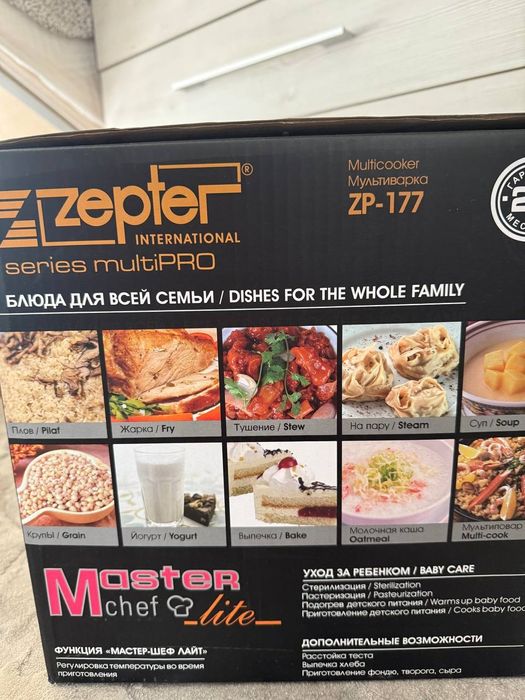 Multicooker
Мультиварка
ZP-177
zepter®
INTERNATIONAL
series multiPRO
БЛЮДА ДЛЯ ВСЕЙ СЕМЬИ / DISHES FOR THE WHOLE FAMILY
Плов / Pilaf
Жарка / Fry
Тушение / Stew
На пару / Steam
Суп / Soup
Крупы / Grain
Йогурт / Yogurt
Выпечка / Bake
Молочная каша
Oatmeal
Мультиповар
Multi-cook
Master
chef
lite
ФУНКЦИЯ «МАСТЕР-ШЕФ ЛАЙТ»
Регулировка температуры во время
приготовления
УХОД ЗА РЕБЕНКОМ / BABY CARE
Стерилизация / Sterilization
Пастеризация / Pasteurization
Подогрев детского питания / Warms up baby food
Приготовление детского питания / Cooks baby food
ДОПОЛНИТЕЛЬНЫЕ ВОЗМОЖНОСТИ
Расстойка теста
Выпечка хлеба
Приготовление фондю, творога, сыра